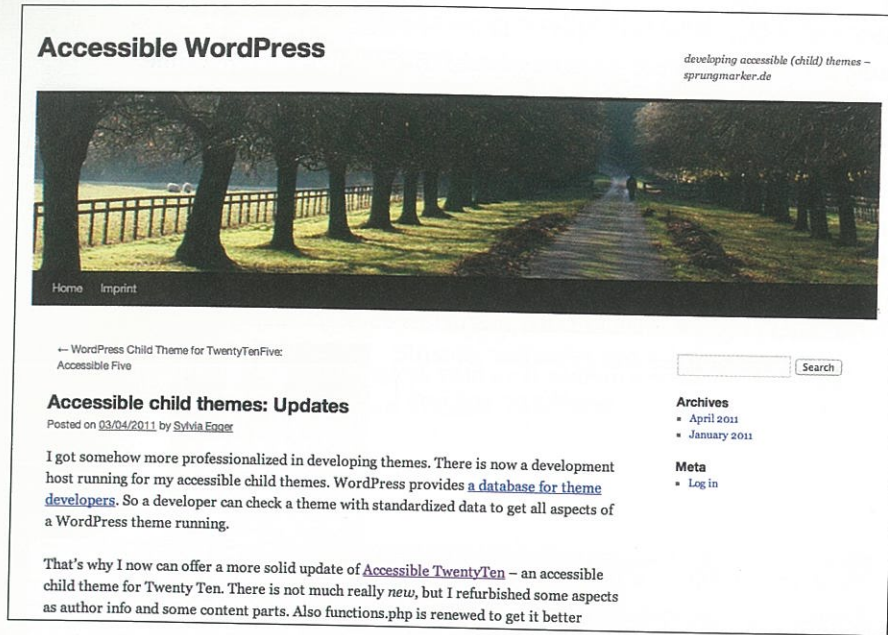 Accessible WordPress
developing accessible (child) themes –
sprungmarker.de
Home Imprint
← WordPress Child Theme for TwentyTenFive:
Accessible Five
Accessible child themes: Updates
Posted on 03/04/2011 by Sylvia Egger
I got somehow more professionalized in developing themes. There is now a development
host running for my accessible child themes. WordPress provides a database for theme
developers. So a developer can check a theme with standardized data to get all aspects of
a WordPress theme running.
That's why I now can offer a more solid update of Accessible TwentyTen – an accessible
child theme for Twenty Ten. There is not much really new, but I refurbished some aspects
as author info and some content parts. Also functions.php is renewed to get it better
Search
Archives
▪ April 2011
▪ January 2011
Meta
▪ Log in